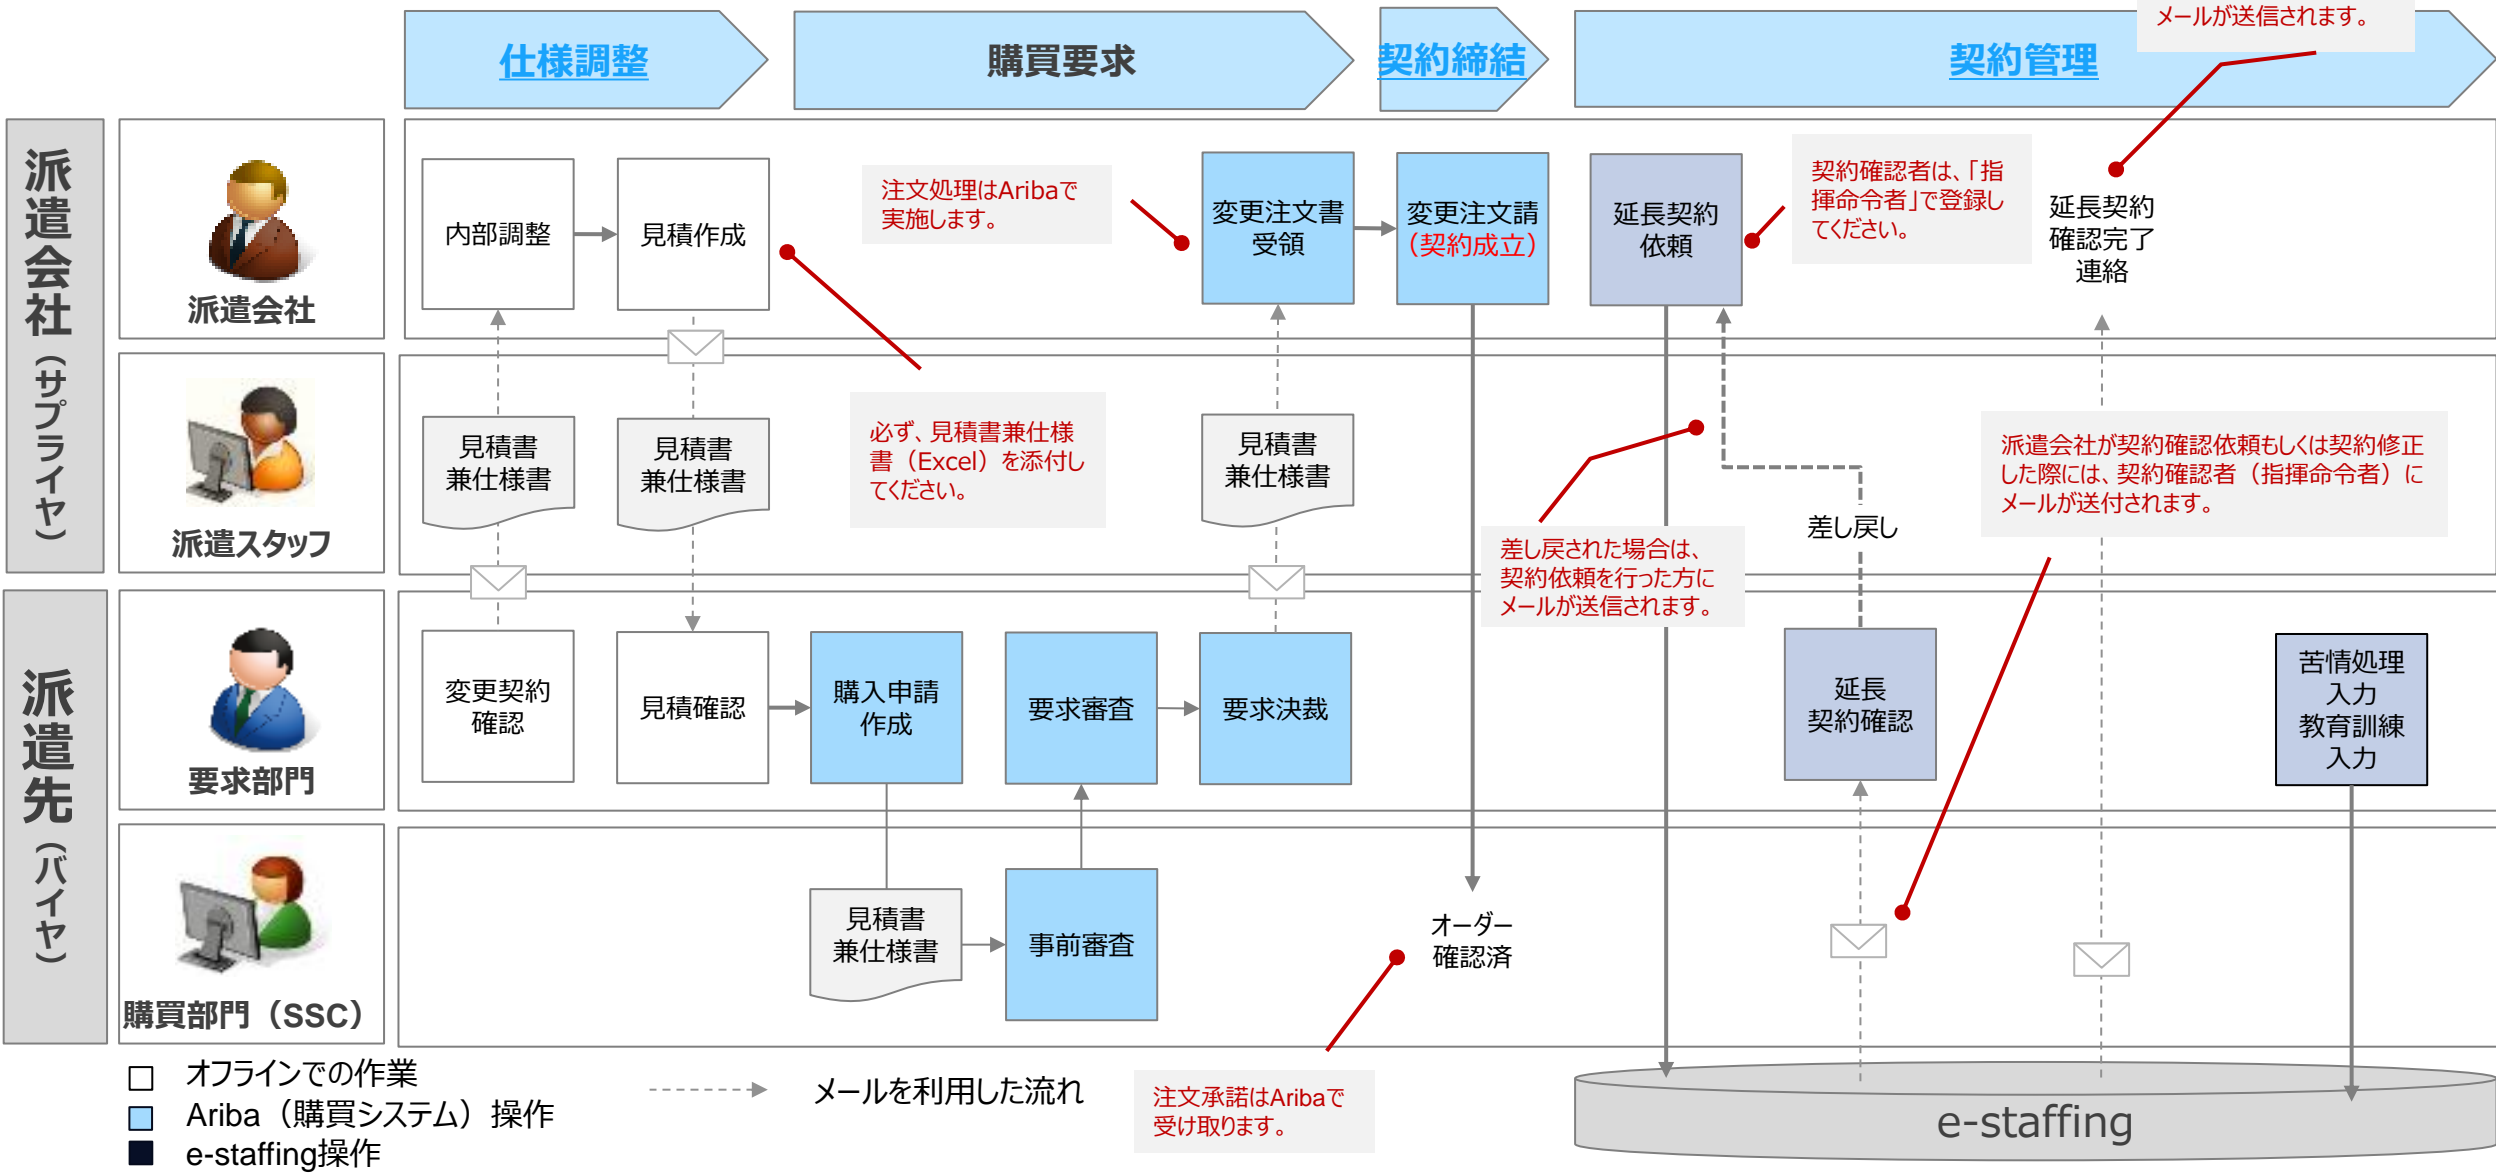 メールが送信されます。
仕様調整
購買要求
契約締結
契約管理
派遣会社（サプライヤ）
派遣会社
内部調整
見積作成
注文処理はAribaで
実施します。
変更注文書
受領
変更注文請
（契約成立）
延長契約
依頼
契約確認者は、「指
揮命令者」で登録し
てください。
延長契約
確認完了
連絡
派遣スタッフ
見積書
兼仕様書
見積書
兼仕様書
必ず、見積書兼仕様
書（Excel）を添付し
てください。
見積書
兼仕様書
差し戻された場合は、
契約依頼を行った方に
メールが送信されます。
差し戻し
派遣会社が契約確認依頼もしくは契約修正
した際には、契約確認者（指揮命令者）に
メールが送付されます。
派遣先（バイヤ）
要求部門
変更契約
確認
見積確認
購入申請
作成
要求審査
要求決裁
延長
契約確認
苦情処理
入力
教育訓練
入力
購買部門（SSC）
見積書
兼仕様書
事前審査
オーダー
確認済
オフラインでの作業
Ariba（購買システム）操作
e-staffing操作
メールを利用した流れ
注文承諾はAribaで
受け取ります。
e-staffing